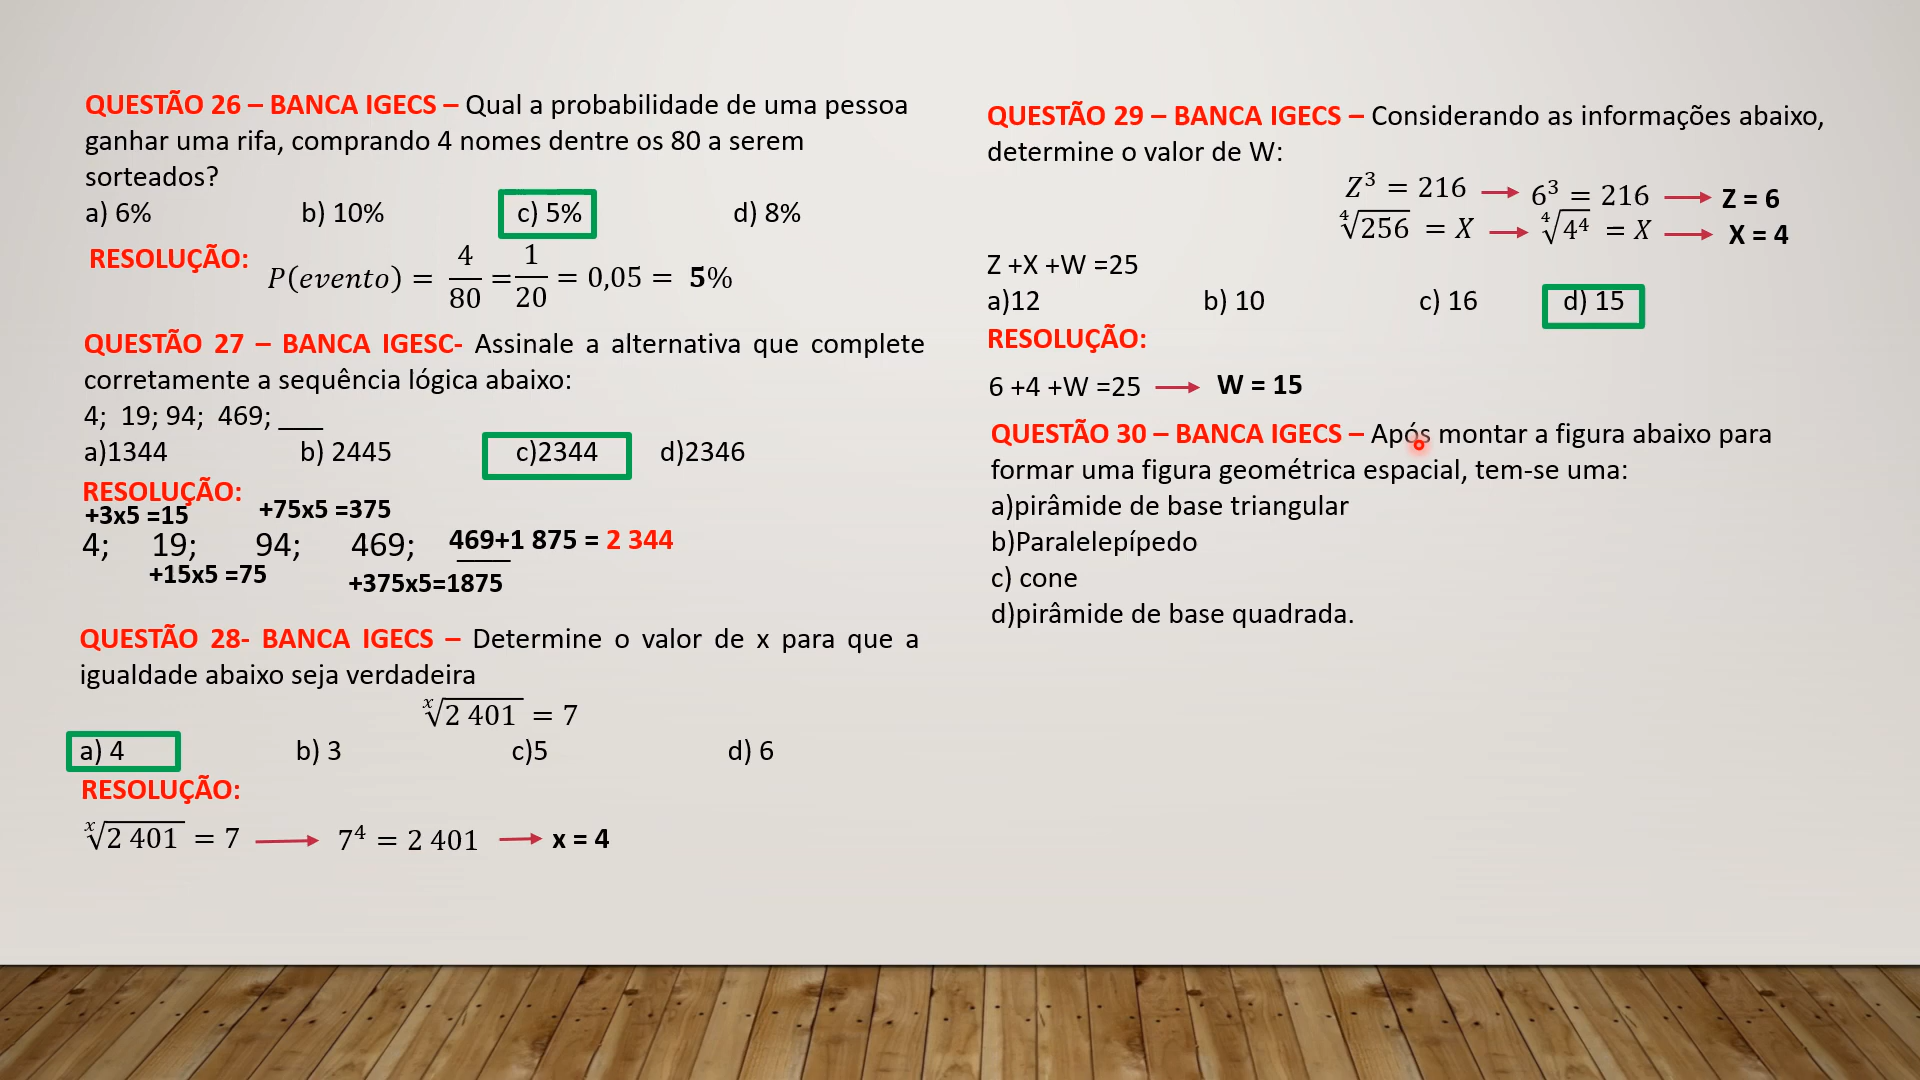 QUESTÃO 26 – BANCA IGECS – Qual a probabilidade de uma pessoa
ganhar uma rifa, comprando 4 nomes dentre os 80 a serem
sorteados?
a) 6% b) 10% c) 5% d) 8%
RESOLUÇÃO: P(evento) = 4/80 = 1/20 = 0,05 = 5%
QUESTÃO 27 – BANCA IGESC- Assinale a alternativa que complete
corretamente a sequência lógica abaixo:
4; 19; 94; 469; ___
a)1344 b) 2445 c)2344 d)2346
RESOLUÇÃO:
+3x5 =15 +75x5 =375
4; 19; 94; 469; 469+1 875 = 2 344
+15x5 =75 +375x5=1875
QUESTÃO 28- BANCA IGECS – Determine o valor de x para que a
igualdade abaixo seja verdadeira
ˣ√2 401 = 7
a) 4 b) 3 c)5 d) 6
RESOLUÇÃO:
ˣ√2 401 = 7 → 7⁴ = 2 401 → x = 4
QUESTÃO 29 – BANCA IGECS – Considerando as informações abaixo,
determine o valor de W:
Z³ = 216 → 6³ = 216 → Z = 6
⁴√256 = X → ⁴√4⁴ = X → X = 4
Z +X +W =25
a)12 b) 10 c) 16 d) 15
RESOLUÇÃO:
6 +4 +W =25 → W = 15
QUESTÃO 30 – BANCA IGECS – Após montar a figura abaixo para
formar uma figura geométrica espacial, tem-se uma:
a)pirâmide de base triangular
b)Paralelepípedo
c) cone
d)pirâmide de base quadrada.